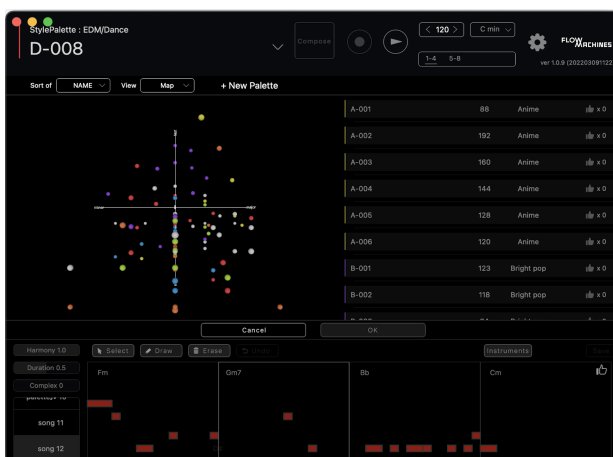 StylePalette : EDM/Dance
D-008
Compose
< 120 >
C min
1-4 5-8
FLOW MACHINES
ver 1.0.9 (202203091122
Sort of NAME View Map + New Palette
A-001 88 Anime x 0
A-002 192 Anime x 0
A-003 160 Anime x 0
A-004 144 Anime x 0
A-005 128 Anime x 0
A-006 120 Anime x 0
B-001 123 Bright pop x 0
B-002 118 Bright pop x 0
Cancel OK
Harmony 1.0 Select Draw Erase Undo Instruments Save
Duration 0.5
Complex 0
Fm Gm7 Bb Cm
song 11
song 12